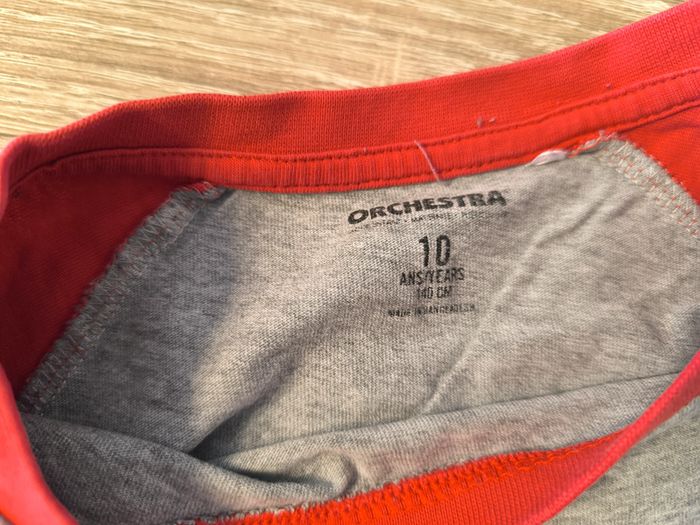 ORCHESTRA
10
ANS/YEARS
140 CM
MADE IN BANGLADESH